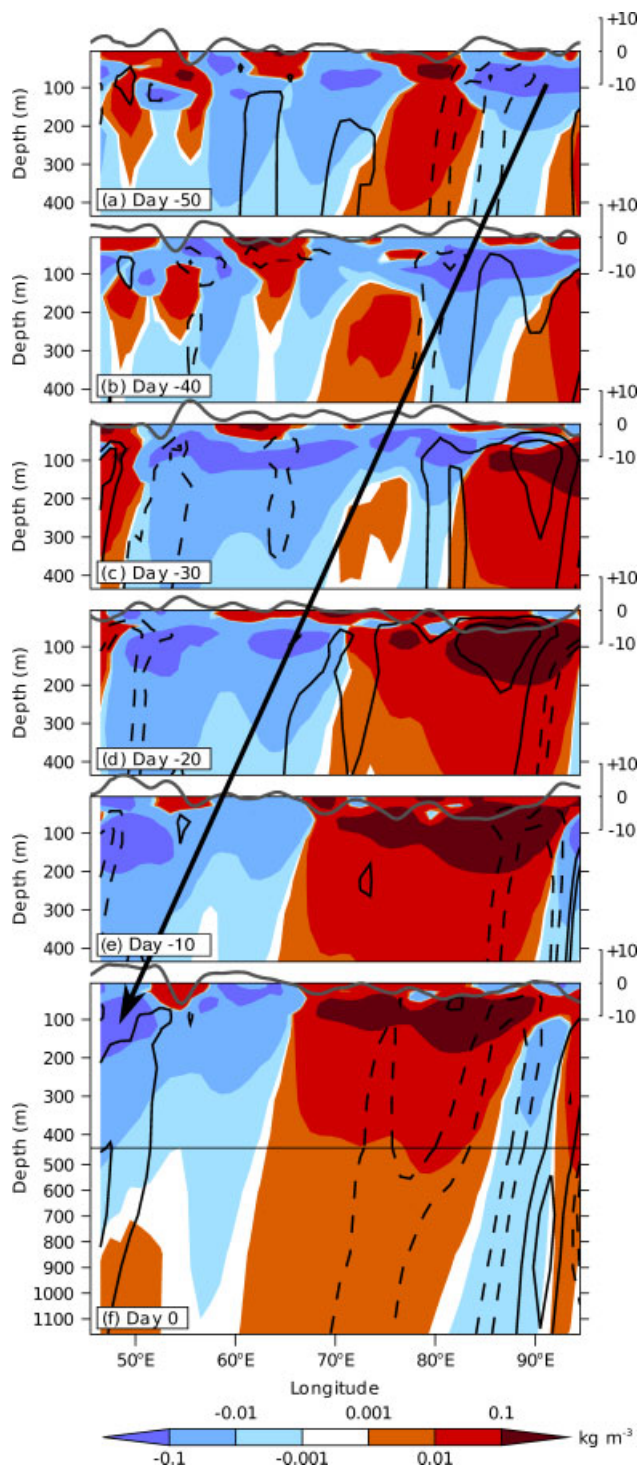 +10
0
-10
Depth (m)
100
200
300
400
(a) Day -50
+10
0
-10
Depth (m)
100
200
300
400
(b) Day -40
+10
0
-10
Depth (m)
100
200
300
400
(c) Day -30
+10
0
-10
Depth (m)
100
200
300
400
(d) Day -20
+10
0
-10
Depth (m)
100
200
300
400
(e) Day -10
+10
0
-10
Depth (m)
100
200
300
400
500
600
700
800
900
1000
1100
(f) Day 0
50°E 60°E 70°E 80°E 90°E
Longitude
-0.01 0.001 0.1
kg m⁻³
-0.1 -0.001 0.01